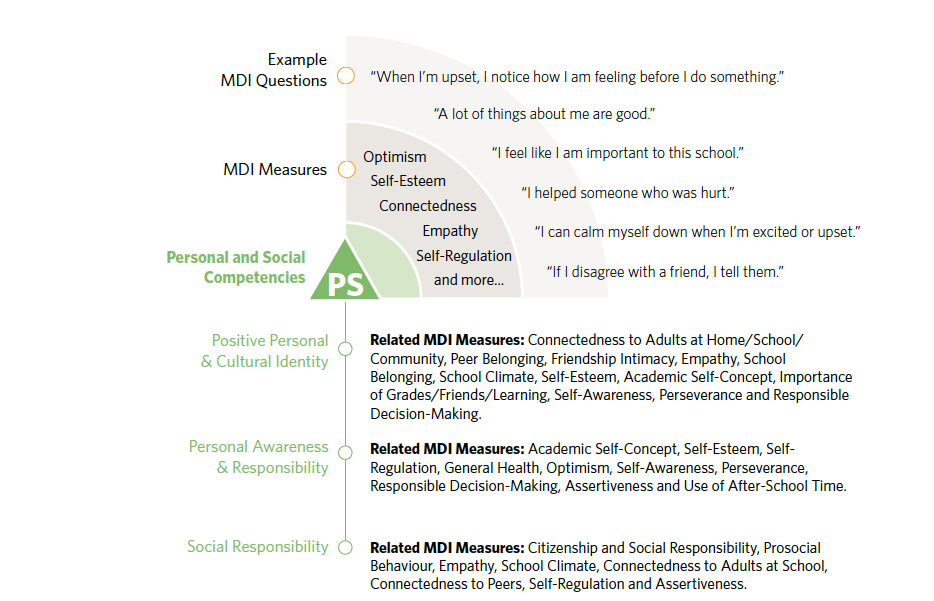 Example
MDI Questions
“When I’m upset, I notice how I am feeling before I do something.”
“A lot of things about me are good.”
“I feel like I am important to this school.”
“I helped someone who was hurt.”
“I can calm myself down when I’m excited or upset.”
“If I disagree with a friend, I tell them.”
MDI Measures
Optimism
Self-Esteem
Connectedness
Empathy
Self-Regulation
and more...
Personal and Social
Competencies
PS
Positive Personal
& Cultural Identity
Related MDI Measures: Connectedness to Adults at Home/School/
Community, Peer Belonging, Friendship Intimacy, Empathy, School
Belonging, School Climate, Self-Esteem, Academic Self-Concept, Importance
of Grades/Friends/Learning, Self-Awareness, Perseverance and Responsible
Decision-Making.
Personal Awareness
& Responsibility
Related MDI Measures: Academic Self-Concept, Self-Esteem, Self-
Regulation, General Health, Optimism, Self-Awareness, Perseverance,
Responsible Decision-Making, Assertiveness and Use of After-School Time.
Social Responsibility
Related MDI Measures: Citizenship and Social Responsibility, Prosocial
Behaviour, Empathy, School Climate, Connectedness to Adults at School,
Connectedness to Peers, Self-Regulation and Assertiveness.